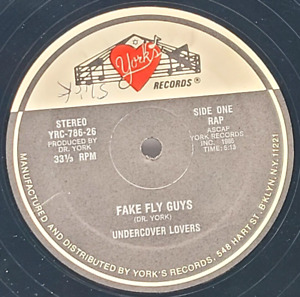 York's
RECORDS®
STEREO
YRC-786-26
PRODUCED BY
DR. YORK
33⅓ RPM
SIDE ONE
RAP
ASCAP
YORK RECORDS
INC. 1986
TIME: 5:13
FAKE FLY GUYS
(DR. YORK)
UNDERCOVER LOVERS
MANUFACTURED AND DISTRIBUTED BY YORK'S RECORDS. 549 HART ST. B'KLYN, N.Y. 11221